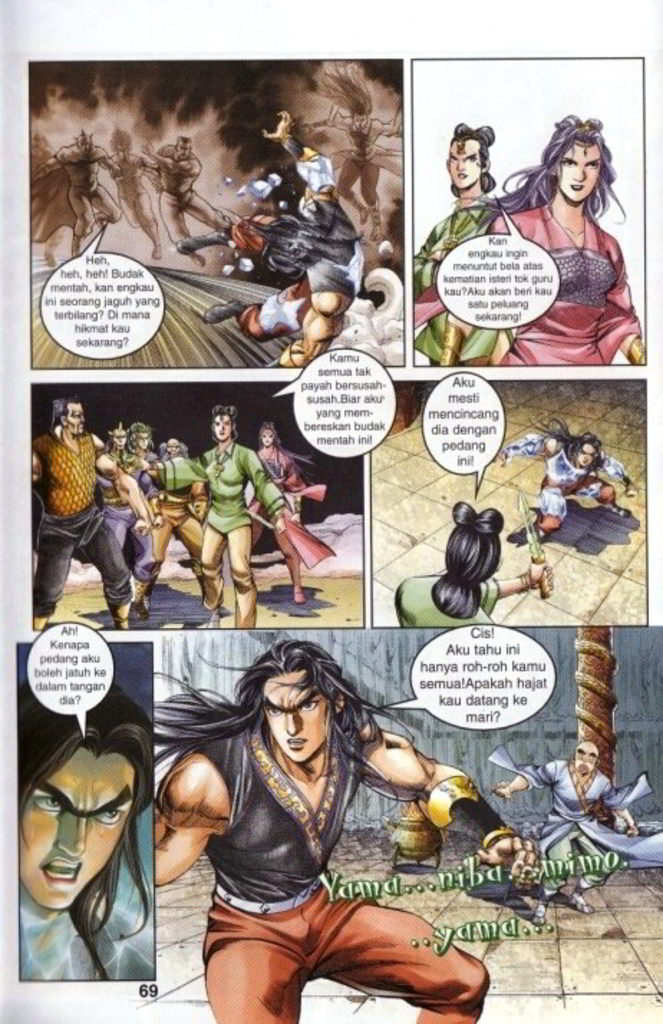 Heh,
heh, heh! Budak
mentah, kan engkau
ini seorang jaguh yang
terbilang? Di mana
hikmat kau
sekarang?
Kan
engkau ingin
menuntut bela atas
kematian isteri tok guru
kau?Aku akan beri kau
satu peluang
sekarang!
Kamu
semua tak
payah bersusah-
susah.Biar aku
yang mem-
bereskan budak
mentah ini!
Aku
mesti
mencincang
dia dengan
pedang
ini!
Ah!
Kenapa
pedang aku
boleh jatuh ke
dalam tangan
dia?
Cis!
Aku tahu ini
hanya roh-roh kamu
semua!Apakah hajat
kau datang ke
mari?
Yama...niba...mimo.
..yama...
69